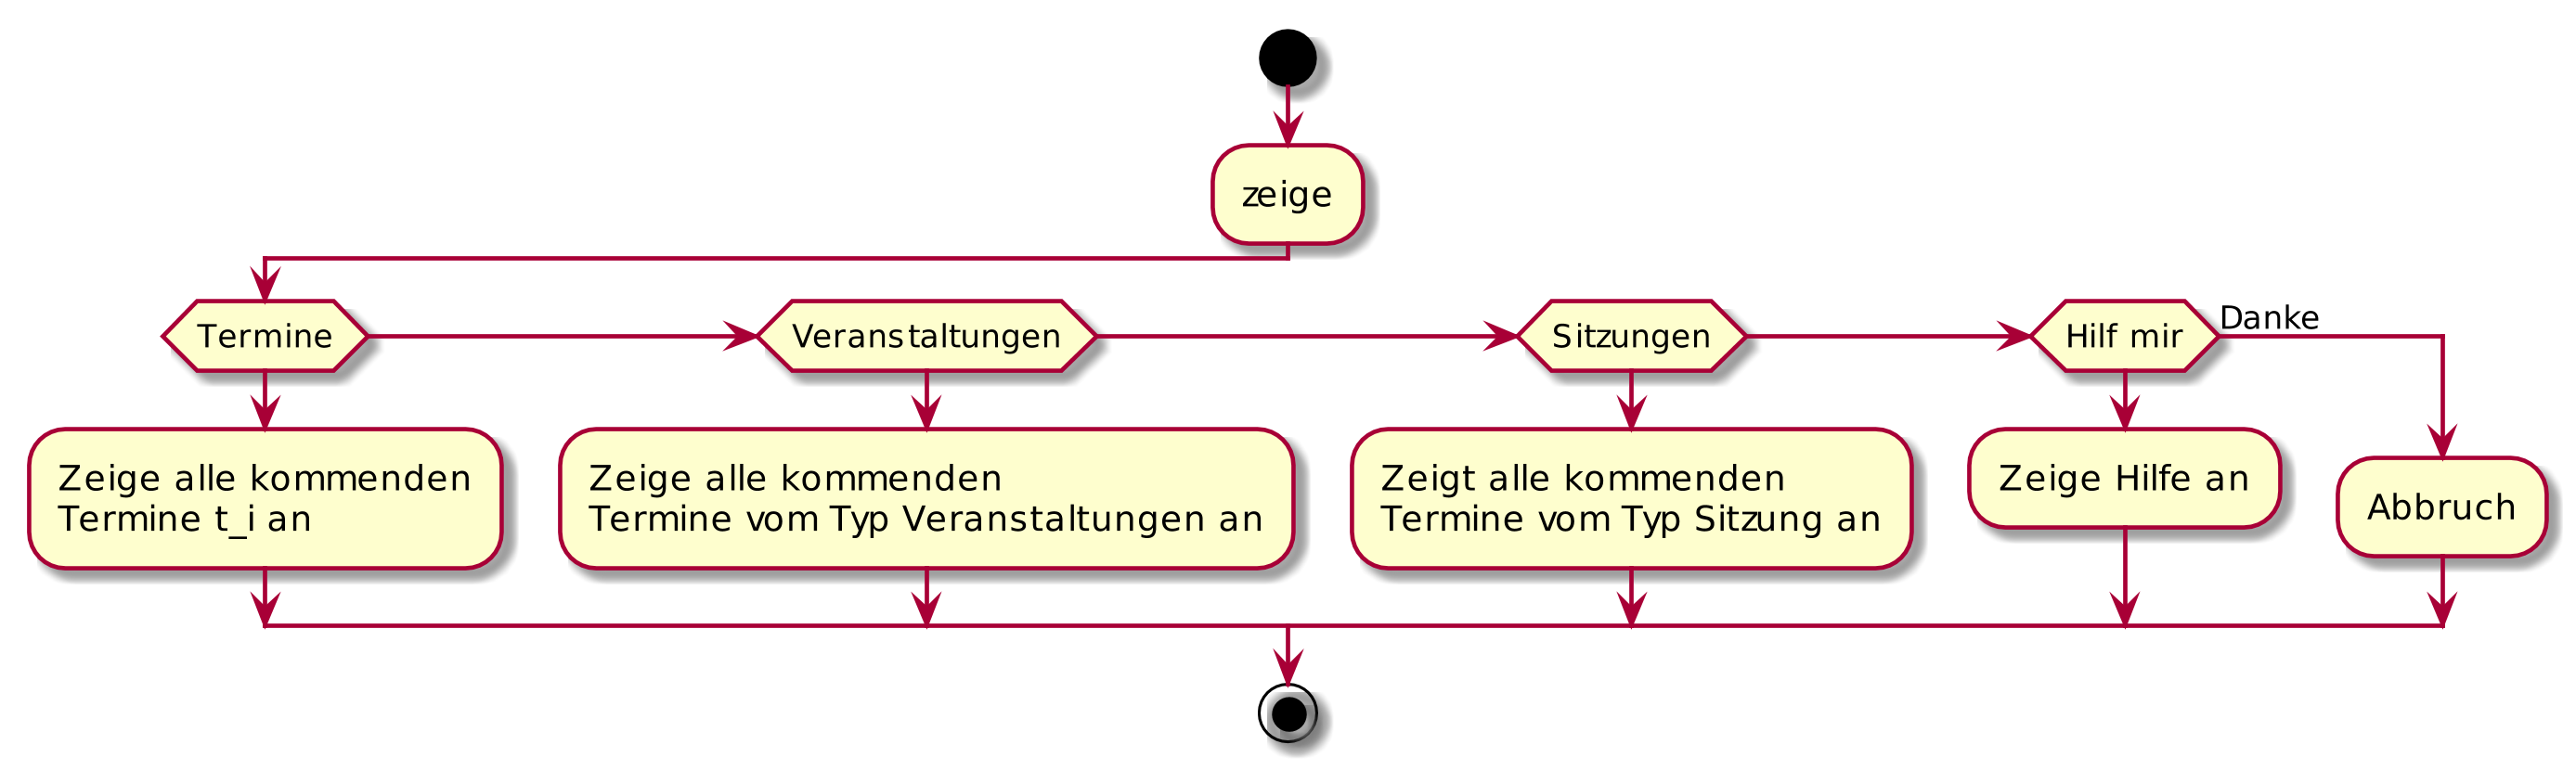 zeige
Termine
Veranstaltungen
Sitzungen
Hilf mir
Danke
Zeige alle kommenden
Termine t_i an
Zeige alle kommenden
Termine vom Typ Veranstaltungen an
Zeigt alle kommenden
Termine vom Typ Sitzung an
Zeige Hilfe an
Abbruch